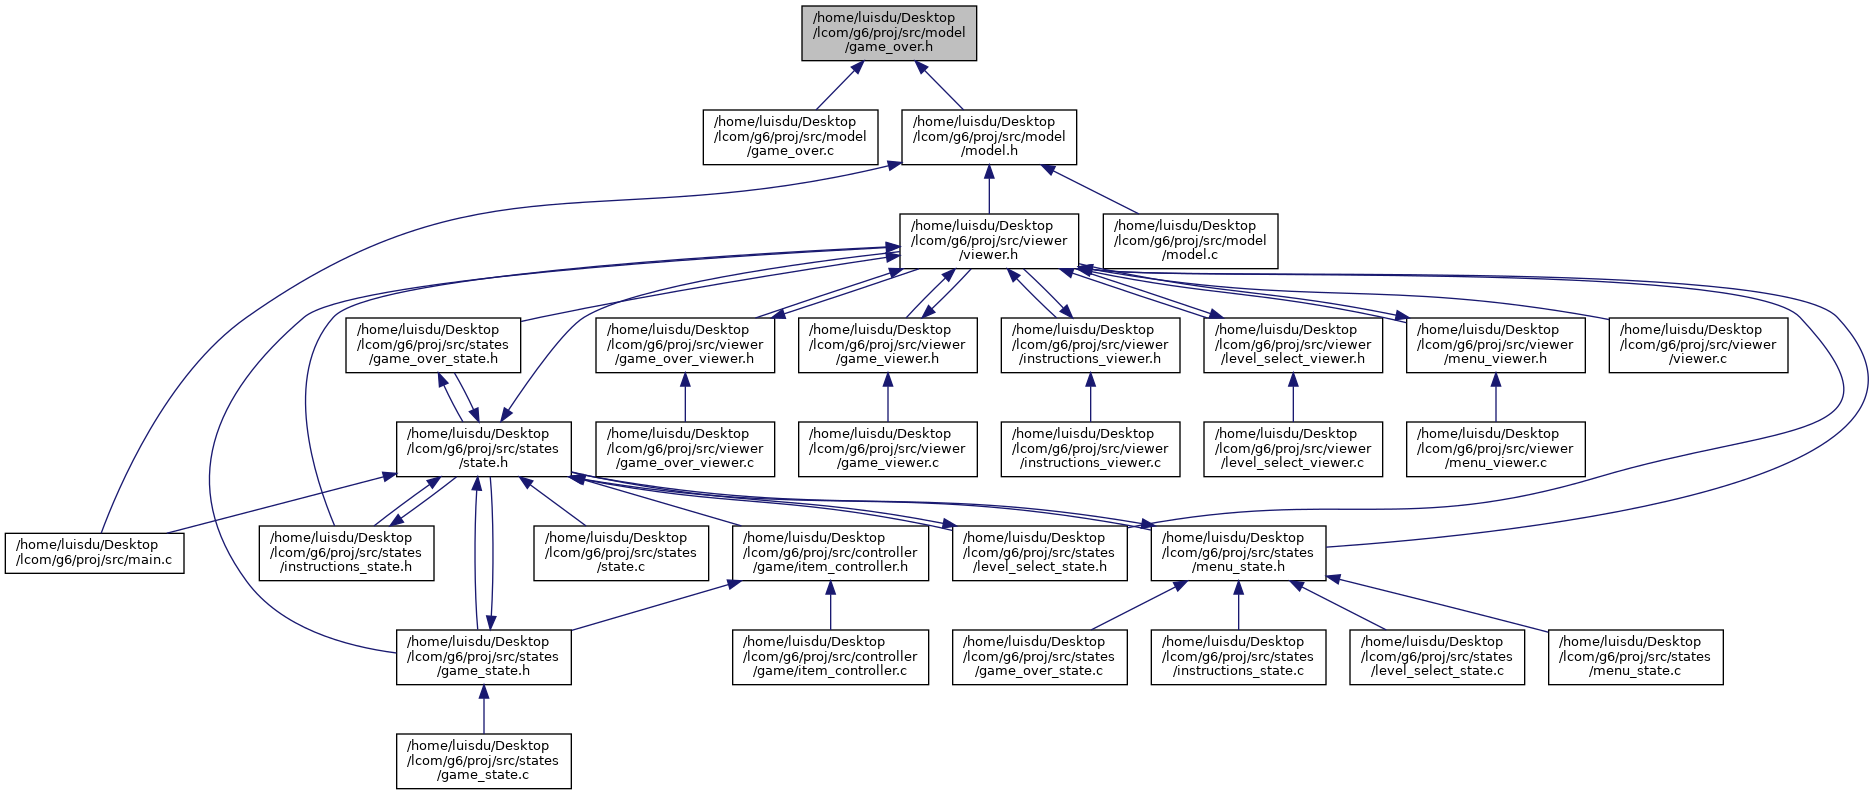 /home/luisdu/Desktop
/lcom/g6/proj/src/model
/game_over.h
/home/luisdu/Desktop
/lcom/g6/proj/src/model
/game_over.c
/home/luisdu/Desktop
/lcom/g6/proj/src/model
/model.h
/home/luisdu/Desktop
/lcom/g6/proj/src/viewer
/viewer.h
/home/luisdu/Desktop
/lcom/g6/proj/src/model
/model.c
/home/luisdu/Desktop
/lcom/g6/proj/src/states
/game_over_state.h
/home/luisdu/Desktop
/lcom/g6/proj/src/viewer
/game_over_viewer.h
/home/luisdu/Desktop
/lcom/g6/proj/src/viewer
/game_viewer.h
/home/luisdu/Desktop
/lcom/g6/proj/src/viewer
/instructions_viewer.h
/home/luisdu/Desktop
/lcom/g6/proj/src/viewer
/level_select_viewer.h
/home/luisdu/Desktop
/lcom/g6/proj/src/viewer
/menu_viewer.h
/home/luisdu/Desktop
/lcom/g6/proj/src/viewer
/viewer.c
/home/luisdu/Desktop
/lcom/g6/proj/src/states
/state.h
/home/luisdu/Desktop
/lcom/g6/proj/src/viewer
/game_over_viewer.c
/home/luisdu/Desktop
/lcom/g6/proj/src/viewer
/game_viewer.c
/home/luisdu/Desktop
/lcom/g6/proj/src/viewer
/instructions_viewer.c
/home/luisdu/Desktop
/lcom/g6/proj/src/viewer
/level_select_viewer.c
/home/luisdu/Desktop
/lcom/g6/proj/src/viewer
/menu_viewer.c
/home/luisdu/Desktop
/lcom/g6/proj/src/main.c
/home/luisdu/Desktop
/lcom/g6/proj/src/states
/instructions_state.h
/home/luisdu/Desktop
/lcom/g6/proj/src/states
/state.c
/home/luisdu/Desktop
/lcom/g6/proj/src/controller
/game/item_controller.h
/home/luisdu/Desktop
/lcom/g6/proj/src/states
/level_select_state.h
/home/luisdu/Desktop
/lcom/g6/proj/src/states
/menu_state.h
/home/luisdu/Desktop
/lcom/g6/proj/src/states
/game_state.h
/home/luisdu/Desktop
/lcom/g6/proj/src/controller
/game/item_controller.c
/home/luisdu/Desktop
/lcom/g6/proj/src/states
/game_over_state.c
/home/luisdu/Desktop
/lcom/g6/proj/src/states
/instructions_state.c
/home/luisdu/Desktop
/lcom/g6/proj/src/states
/level_select_state.c
/home/luisdu/Desktop
/lcom/g6/proj/src/states
/menu_state.c
/home/luisdu/Desktop
/lcom/g6/proj/src/states
/game_state.c